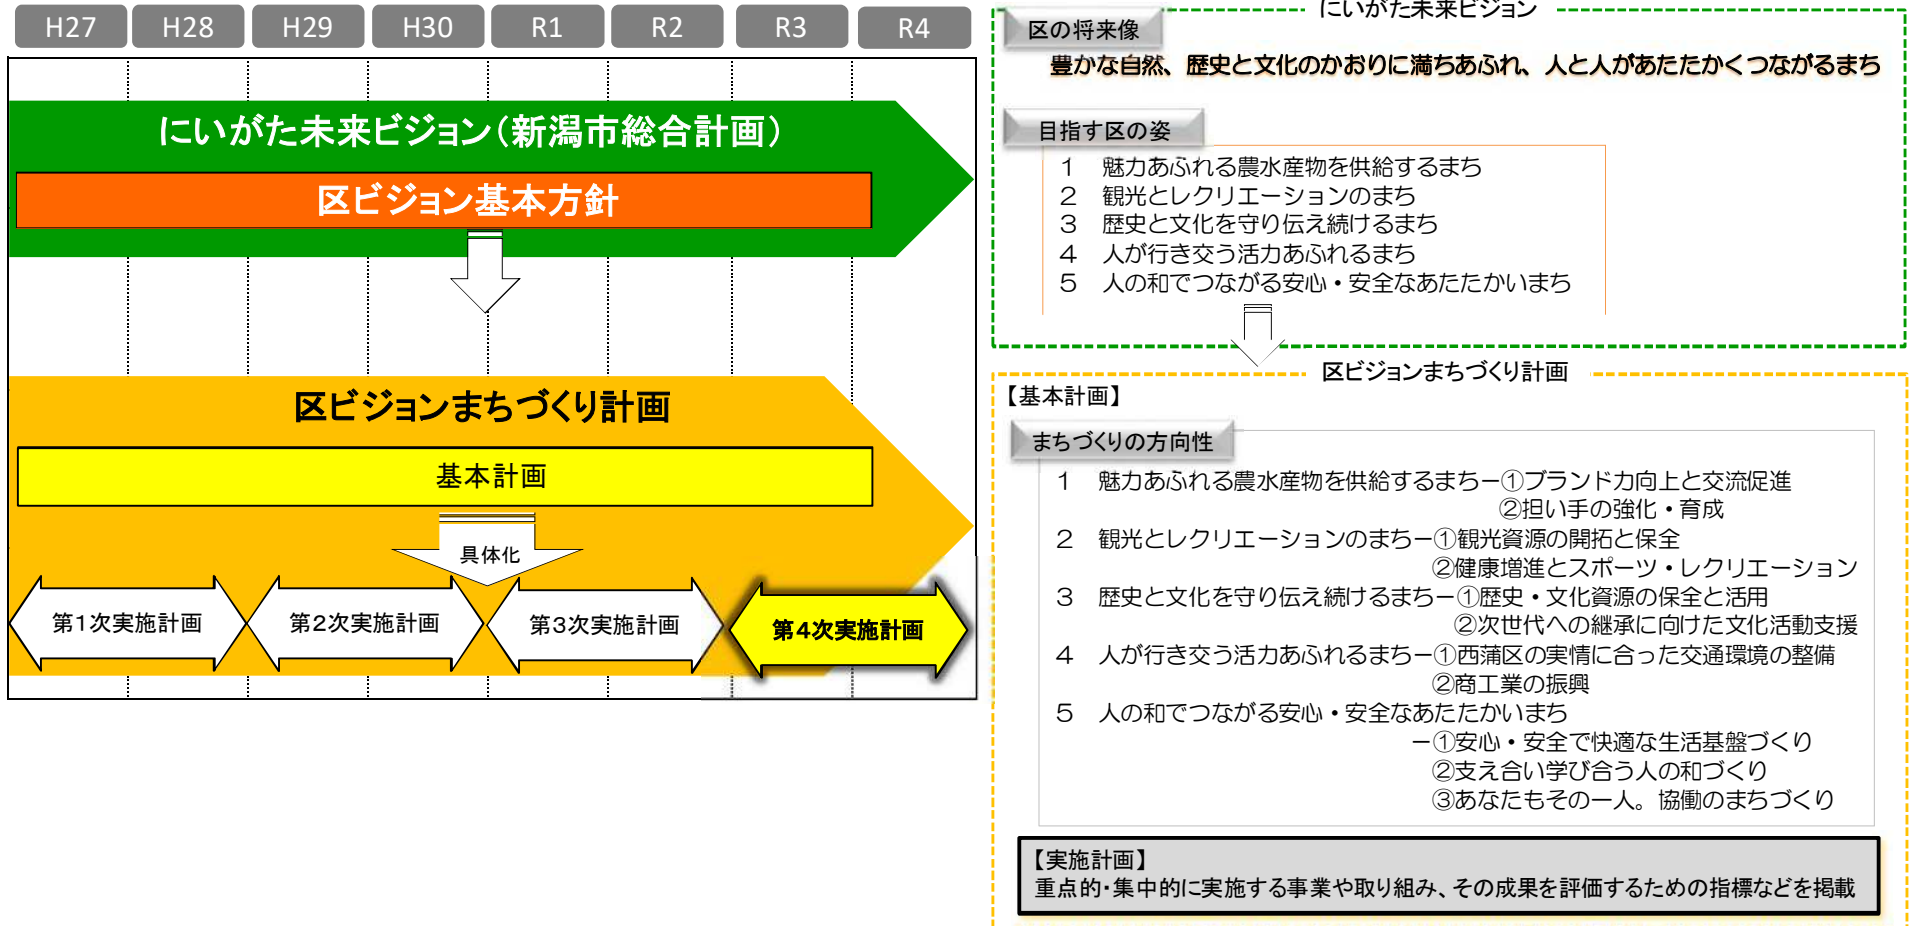 H27 H28 H29 H30 R1 R2 R3 R4
にいがた未来ビジョン（新潟市総合計画）
区ビジョン基本方針
区ビジョンまちづくり計画
基本計画
具体化
第1次実施計画 第2次実施計画 第3次実施計画 第4次実施計画
にいがた未来ビジョン
区の将来像
豊かな自然、歴史と文化のかおりに満ちあふれ、人と人があたたかくつながるまち
目指す区の姿
１ 魅力あふれる農水産物を供給するまち
２ 観光とレクリエーションのまち
３ 歴史と文化を守り伝え続けるまち
４ 人が行き交う活力あふれるまち
５ 人の和でつながる安心・安全なあたたかいまち
区ビジョンまちづくり計画
【基本計画】
まちづくりの方向性
１ 魅力あふれる農水産物を供給するまちー①ブランド力向上と交流促進
②担い手の強化・育成
２ 観光とレクリエーションのまちー①観光資源の開拓と保全
②健康増進とスポーツ・レクリエーション
３ 歴史と文化を守り伝え続けるまちー①歴史・文化資源の保全と活用
②次世代への継承に向けた文化活動支援
４ 人が行き交う活力あふれるまちー①西蒲区の実情に合った交通環境の整備
②商工業の振興
５ 人の和でつながる安心・安全なあたたかいまち
ー①安心・安全で快適な生活基盤づくり
②支え合い学び合う人の和づくり
③あなたもその一人。協働のまちづくり
【実施計画】
重点的・集中的に実施する事業や取り組み、その成果を評価するための指標などを掲載